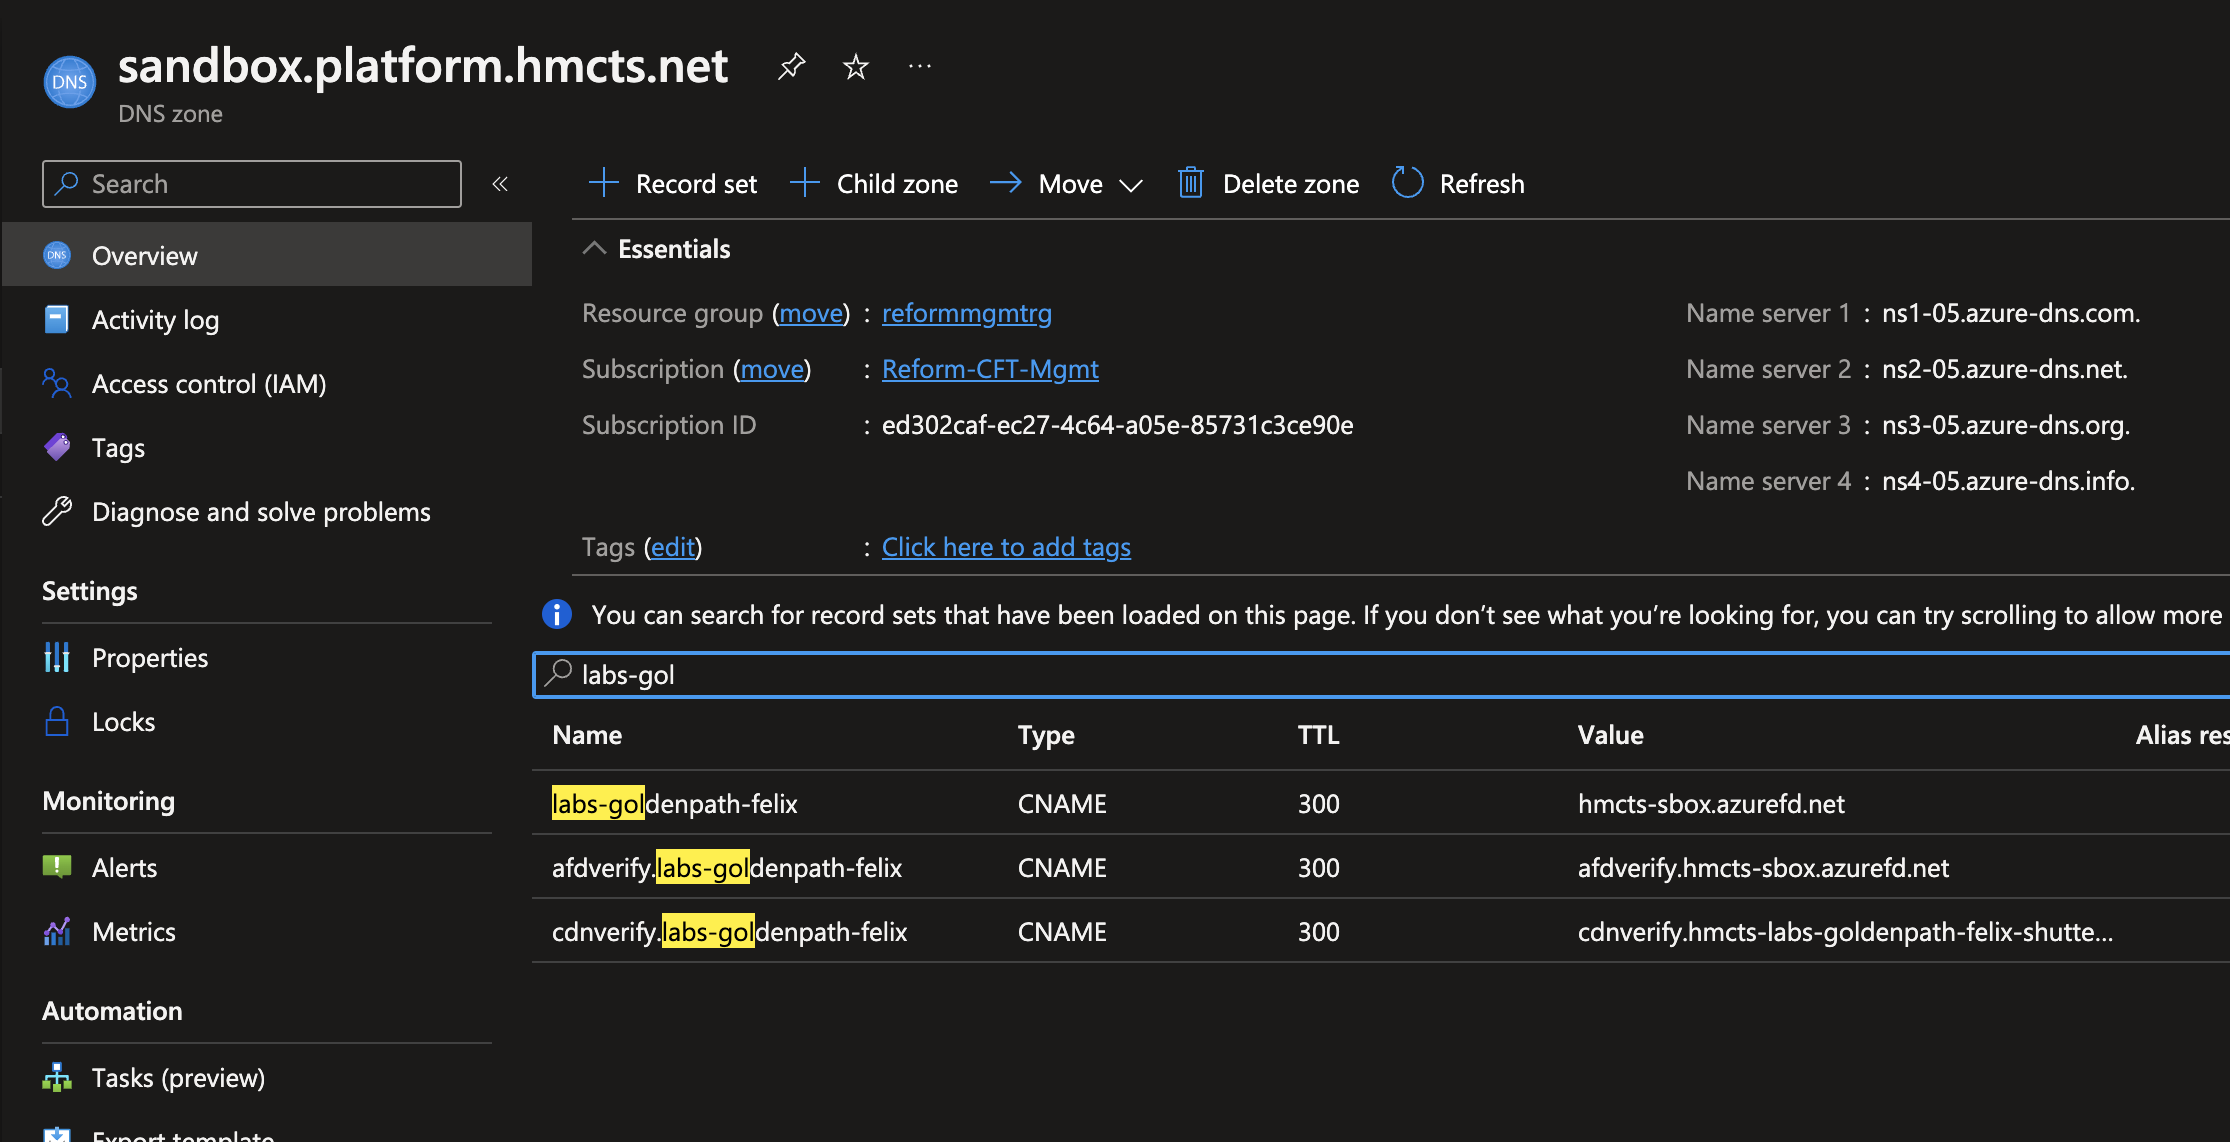 DNS
sandbox.platform.hmcts.net
DNS zone
Search
«
Record set
Child zone
Move
Delete zone
Refresh
DNS Overview
Activity log
Access control (IAM)
Tags
Diagnose and solve problems
Settings
Properties
Locks
Monitoring
Alerts
Metrics
Automation
Tasks (preview)
Export template
Essentials
Resource group (move) : reformmgmtrg
Subscription (move) : Reform-CFT-Mgmt
Subscription ID : ed302caf-ec27-4c64-a05e-85731c3ce90e
Name server 1 : ns1-05.azure-dns.com.
Name server 2 : ns2-05.azure-dns.net.
Name server 3 : ns3-05.azure-dns.org.
Name server 4 : ns4-05.azure-dns.info.
Tags (edit) : Click here to add tags
You can search for record sets that have been loaded on this page. If you don’t see what you’re looking for, you can try scrolling to allow more
labs-gol
Name Type TTL Value Alias res
labs-goldenpath-felix CNAME 300 hmcts-sbox.azurefd.net
afdverify.labs-goldenpath-felix CNAME 300 afdverify.hmcts-sbox.azurefd.net
cdnverify.labs-goldenpath-felix CNAME 300 cdnverify.hmcts-labs-goldenpath-felix-shutte...